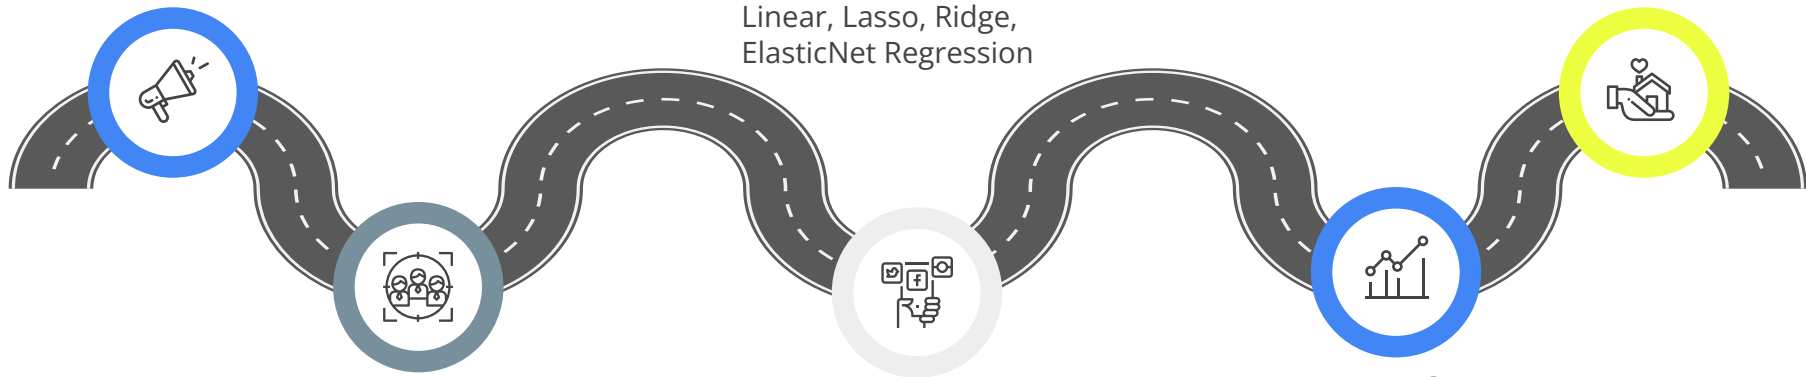 Linear, Lasso, Ridge,
ElasticNet Regression